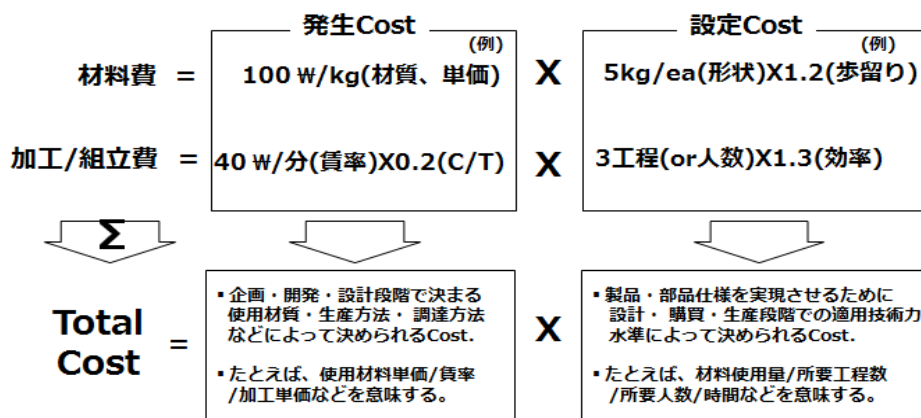 発生Cost
設定Cost
(例)
(例)
材料費 = 100 ₩/kg(材質、単価) X 5kg/ea(形状)X1.2(歩留り)
加工/組立費 = 40 ₩/分(賃率)X0.2(C/T) X 3工程(or人数)X1.3(効率)
Σ
Total
Cost
=
▪ 企画・開発・設計段階で決まる
使用材質・生産方法・ 調達方法
などによって決められるCost.
▪ たとえば、使用材料単価/賃率
/加工単価などを意味する。
X
▪ 製品・部品仕様を実現させるために
設計・ 購買・生産段階での適用技術力
水準によって決められるCost.
▪ たとえば、材料使用量/所要工程数
/所要人数/時間などを意味する。